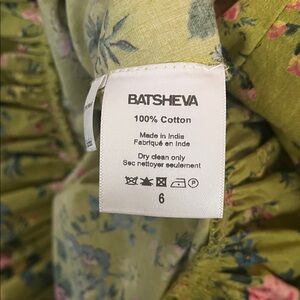 BATSHEVA
100% Cotton
Made in India
Fabriqué en Inde
Dry clean only
Sec nettoyer seulement
6